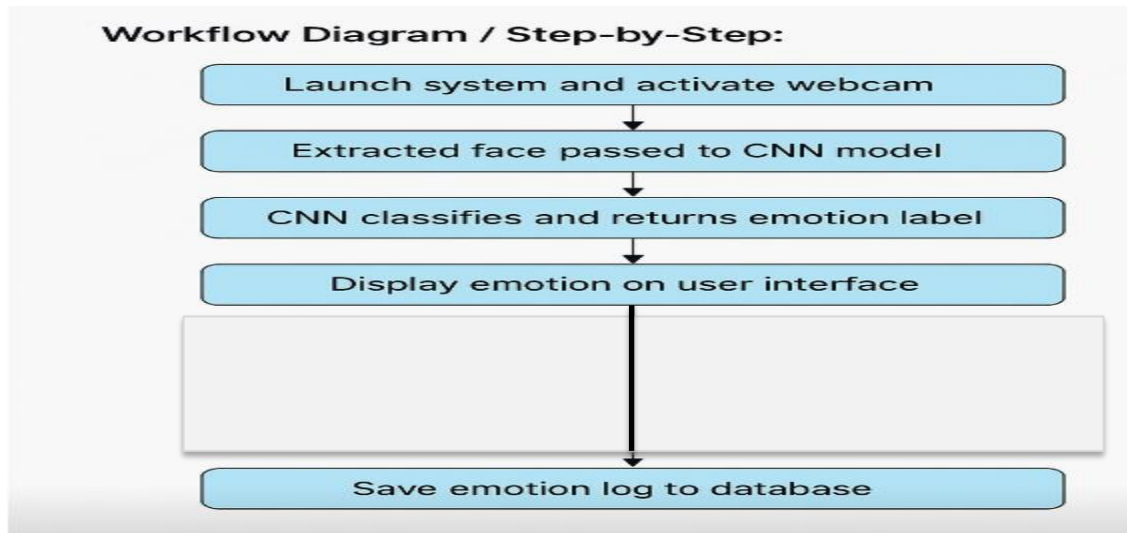 Workflow Diagram / Step-by-Step:
Launch system and activate webcam
Extracted face passed to CNN model
CNN classifies and returns emotion label
Display emotion on user interface
Save emotion log to database